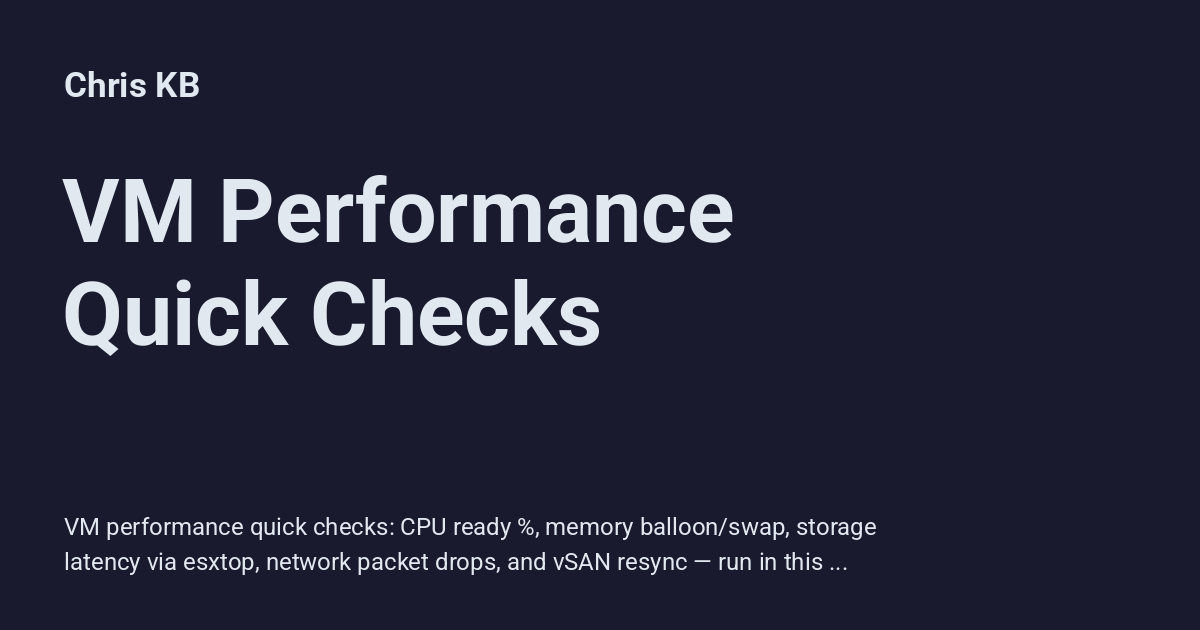 Chris KB
VM Performance
Quick Checks
VM performance quick checks: CPU ready %, memory balloon/swap, storage
latency via esxtop, network packet drops, and vSAN resync — run in this ...